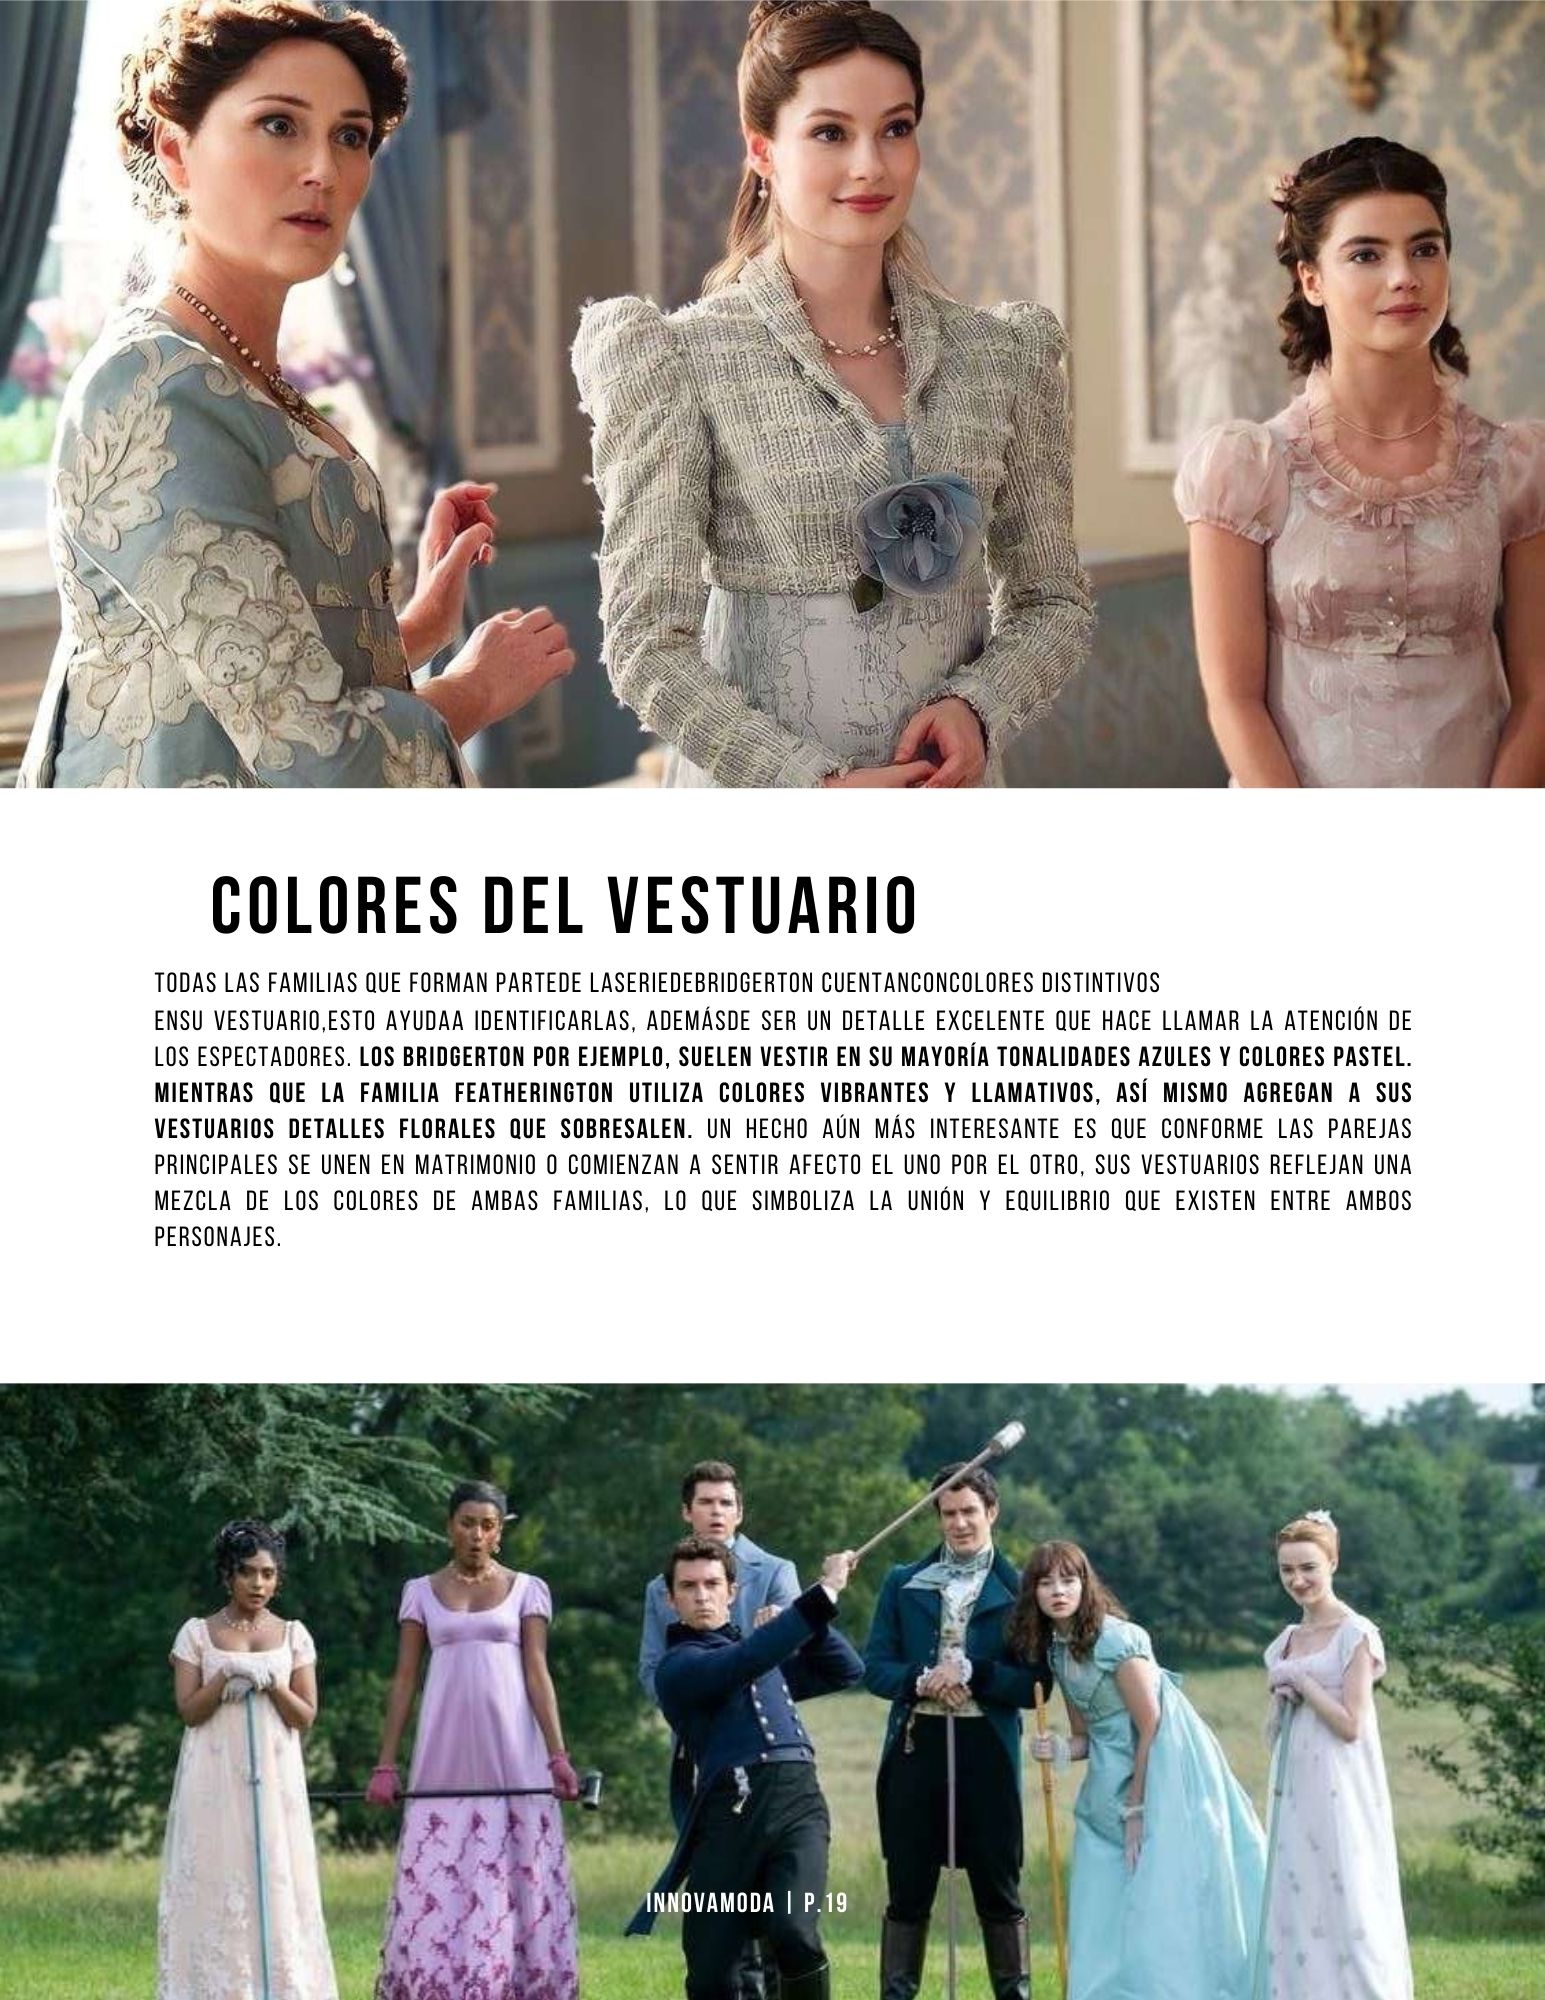 COLORES DEL VESTUARIO
TODAS LAS FAMILIAS QUE FORMAN PARTEDE LASERIEDEBRIDGERTON CUENTANCONCOLORES DISTINTIVOS
ENSU VESTUARIO,ESTO AYUDAA IDENTIFICARLAS, ADEMÁSDE SER UN DETALLE EXCELENTE QUE HACE LLAMAR LA ATENCIÓN DE
LOS ESPECTADORES. LOS BRIDGERTON POR EJEMPLO, SUELEN VESTIR EN SU MAYORÍA TONALIDADES AZULES Y COLORES PASTEL.
MIENTRAS QUE LA FAMILIA FEATHERINGTON UTILIZA COLORES VIBRANTES Y LLAMATIVOS, ASÍ MISMO AGREGAN A SUS
VESTUARIOS DETALLES FLORALES QUE SOBRESALEN. UN HECHO AÚN MÁS INTERESANTE ES QUE CONFORME LAS PAREJAS
PRINCIPALES SE UNEN EN MATRIMONIO O COMIENZAN A SENTIR AFECTO EL UNO POR EL OTRO, SUS VESTUARIOS REFLEJAN UNA
MEZCLA DE LOS COLORES DE AMBAS FAMILIAS, LO QUE SIMBOLIZA LA UNIÓN Y EQUILIBRIO QUE EXISTEN ENTRE AMBOS
PERSONAJES.
INNOVAMODA | P.19